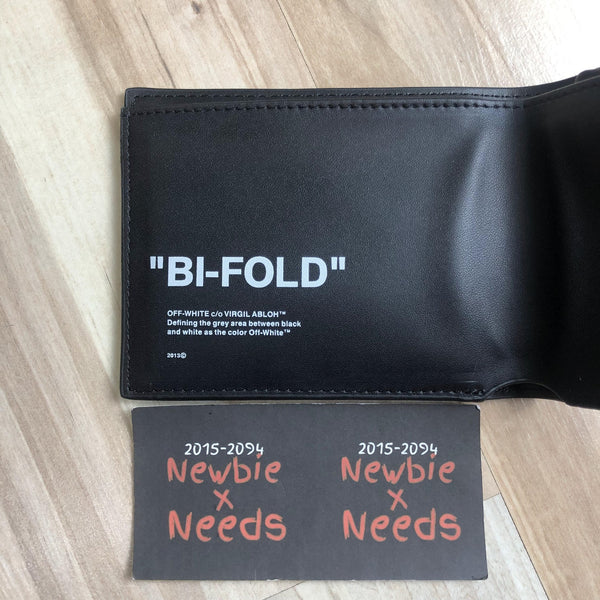 "BI-FOLD"
OFF-WHITE c/o VIRGIL ABLOH™
Defining the grey area between black
and white as the color Off-White™
2013©
2015-2094
Newbie
x
Needs
2015-2094
Newbie
x
Needs